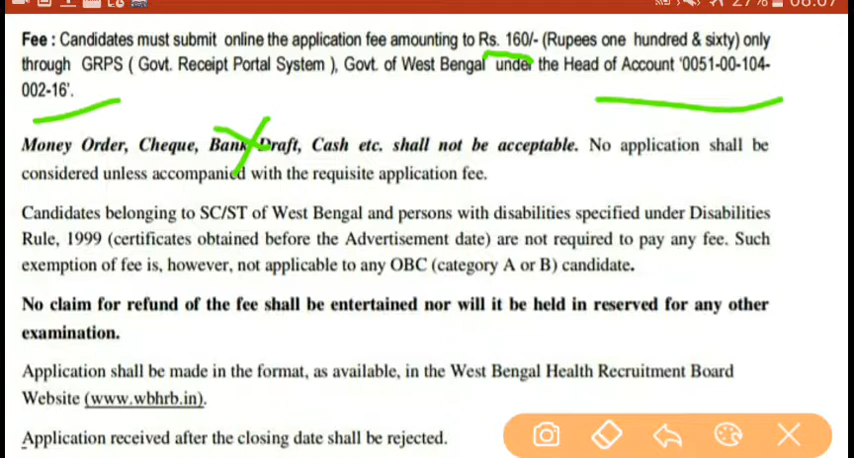 27%
08:07
Fee : Candidates must submit online the application fee amounting to Rs. 160/- (Rupees one hundred & sixty) only
through GRPS ( Govt. Receipt Portal System ), Govt. of West Bengal under the Head of Account '0051-00-104-
002-16'.
Money Order, Cheque, Bank Draft, Cash etc. shall not be acceptable. No application shall be
considered unless accompanied with the requisite application fee.
Candidates belonging to SC/ST of West Bengal and persons with disabilities specified under Disabilities
Rule, 1999 (certificates obtained before the Advertisement date) are not required to pay any fee. Such
exemption of fee is, however, not applicable to any OBC (category A or B) candidate.
No claim for refund of the fee shall be entertained nor will it be held in reserved for any other
examination.
Application shall be made in the format, as available, in the West Bengal Health Recruitment Board
Website (www.wbhrb.in).
Application received after the closing date shall be rejected.